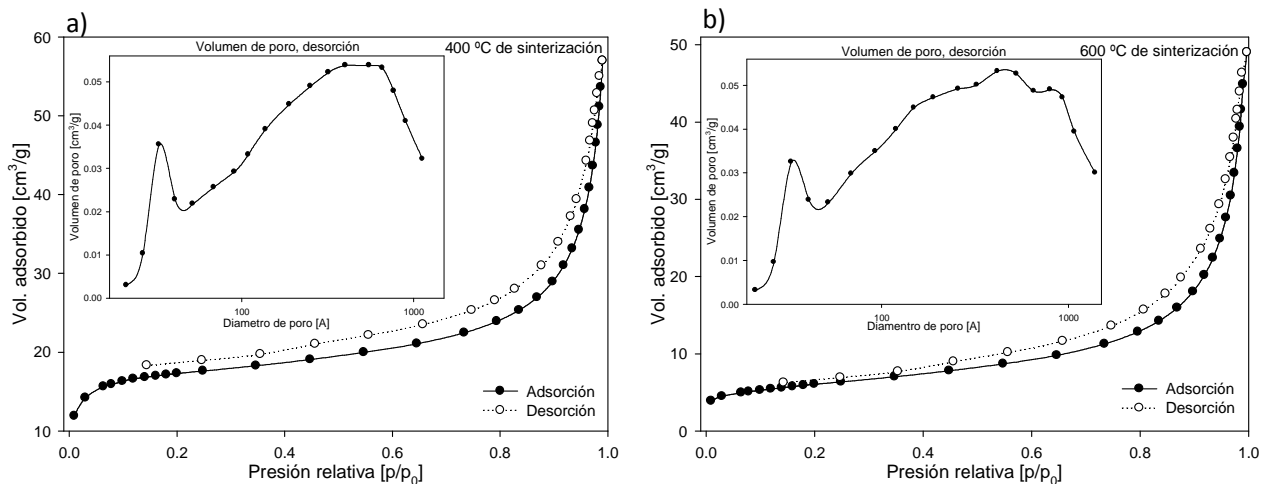 a)
400 ºC de sinterización
Volumen de poro, desorción
Volumen de poro [cm³/g]
0.05
0.04
0.03
0.02
0.01
0.00
100
1000
Diametro de poro [A]
Vol. adsorbido [cm³/g]
60
50
40
30
20
10
Adsorción
Desorción
0.0
0.2
0.4
0.6
0.8
1.0
Presión relativa [p/p₀]
b)
600 ºC de sinterización
Volumen de poro, desorción
Volumen de poro [cm³/g]
0.05
0.04
0.03
0.02
0.01
0.00
100
1000
Diamentro de poro [A]
Vol. adsorbido [cm³/g]
50
40
30
20
10
0
Adsorción
Desorción
0.0
0.2
0.4
0.6
0.8
1.0
Presión relativa [p/p₀]